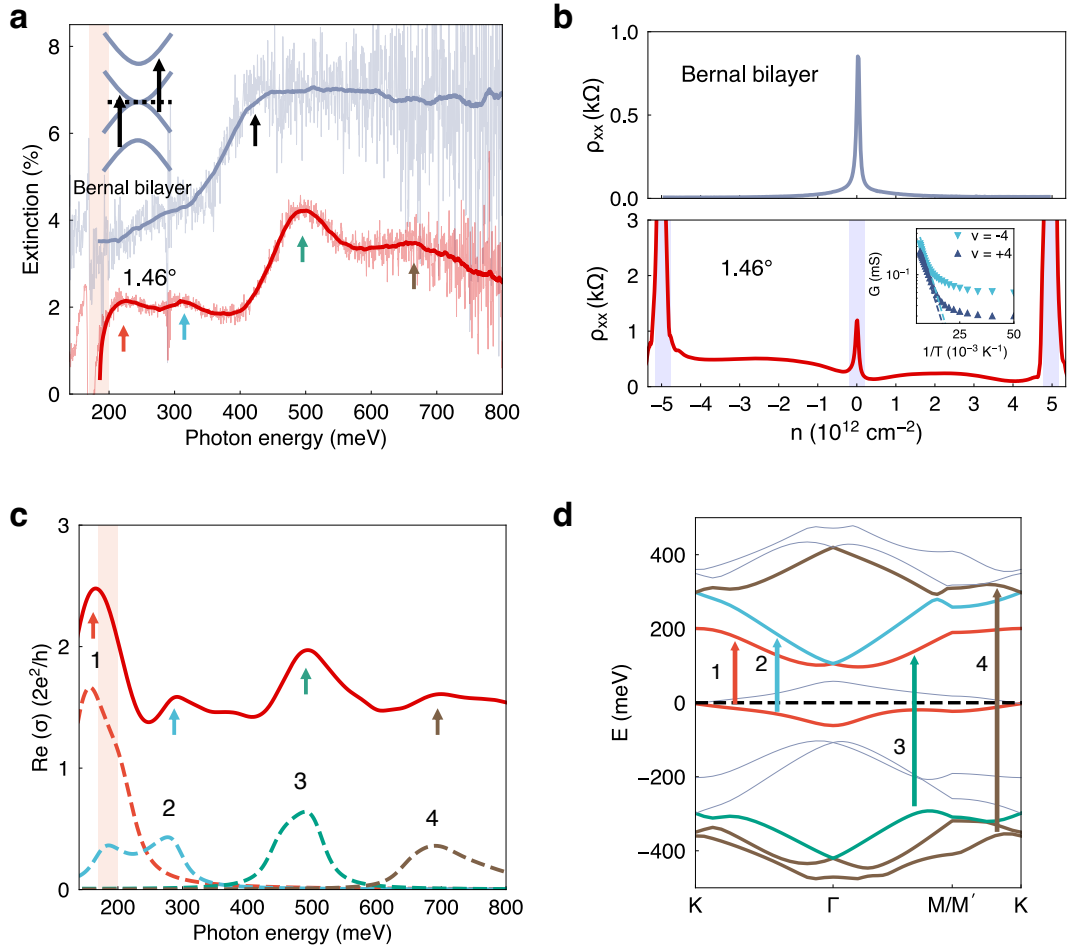 a
8
6
4
2
0
Extinction (%)
Bernal bilayer
1.46°
200 300 400 500 600 700 800
Photon energy (meV)
b
1.0
0.5
0.0
ρxx (kΩ)
Bernal bilayer
3
2
1
0
ρxx (kΩ)
1.46°
G (mS)
10⁻¹
v = -4
v = +4
25 50
1/T (10⁻³ K⁻¹)
−5 −4 −3 −2 −1 0 1 2 3 4 5
n (10¹² cm⁻²)
c
3
2
1
0
Re (σ) (2e²/h)
1
2
3
4
200 300 400 500 600 700 800
Photon energy (meV)
d
400
200
0
−200
−400
E (meV)
1
2
3
4
K Γ M/M′ K